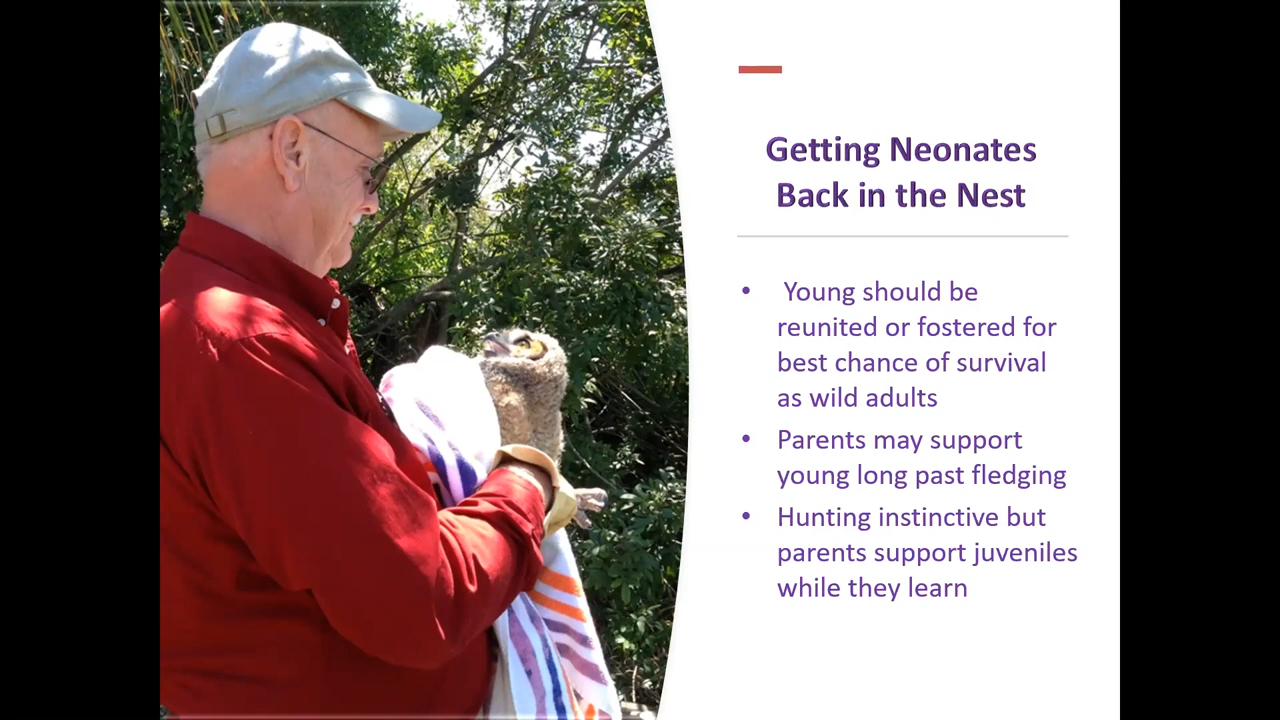 Getting Neonates
Back in the Nest
• Young should be
reunited or fostered for
best chance of survival
as wild adults
• Parents may support
young long past fledging
• Hunting instinctive but
parents support juveniles
while they learn